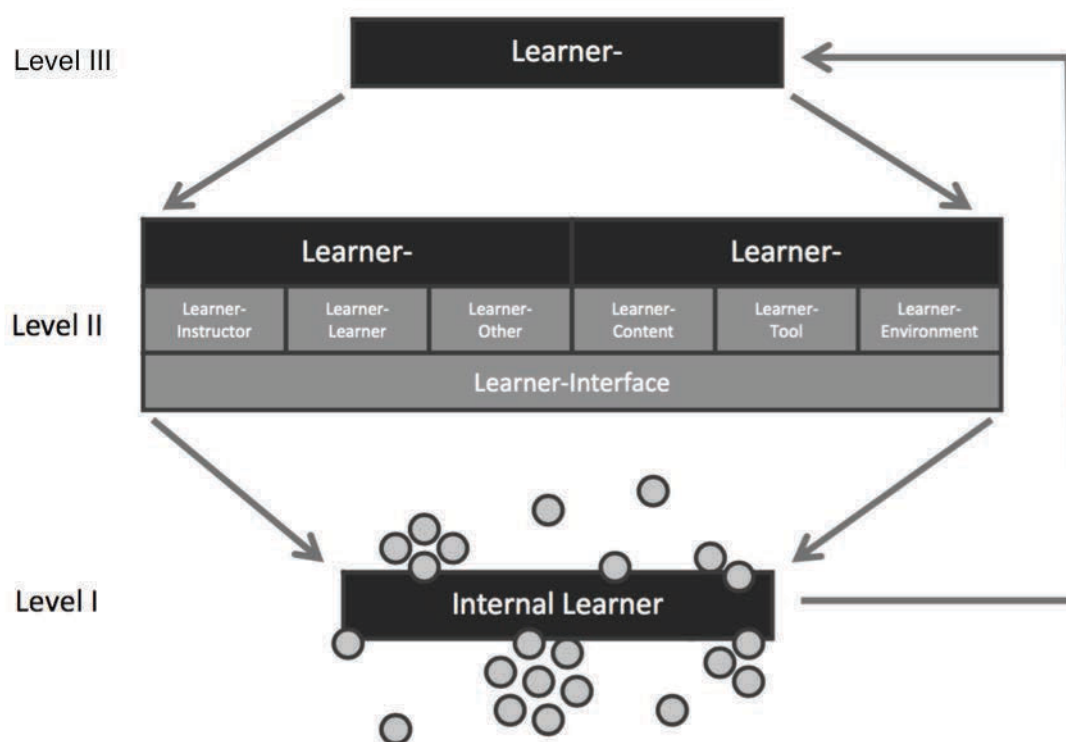 Level III
Learner-
Learner-
Learner-
Level II
Learner-
Instructor
Learner-
Learner
Learner-
Other
Learner-
Content
Learner-
Tool
Learner-
Environment
Learner-Interface
Level I
Internal Learner